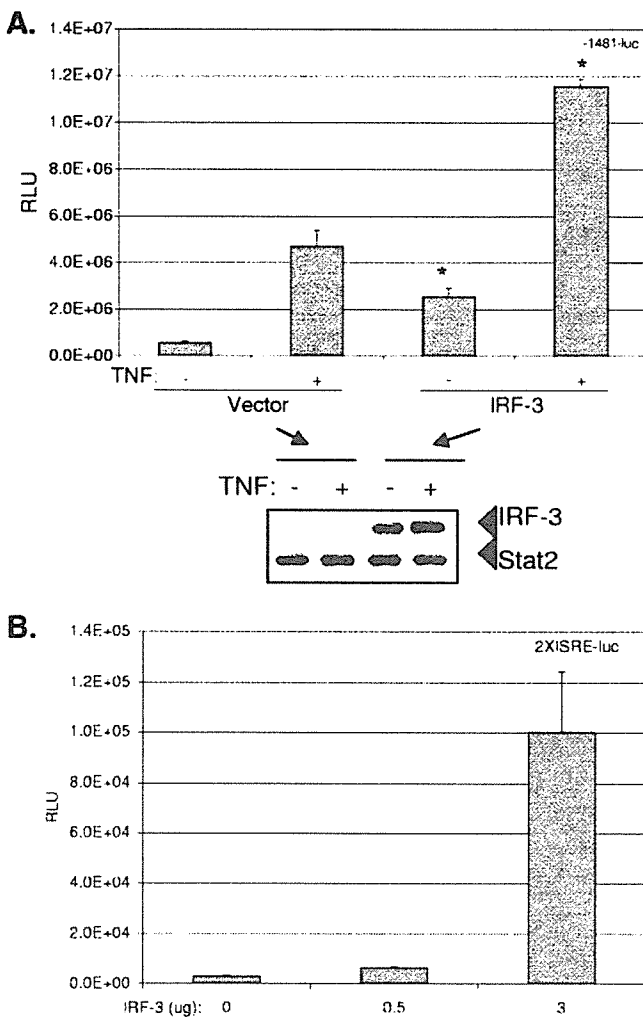 A.
-1481-luc
1.4E+07
1.2E+07
1.0E+07
8.0E+06
6.0E+06
4.0E+06
2.0E+06
0.0E+00
RLU
*
*
TNF: - + - +
Vector IRF-3
TNF: - + - +
IRF-3
Stat2
B.
2XISRE-luc
1.4E+05
1.2E+05
1.0E+05
8.0E+04
6.0E+04
4.0E+04
2.0E+04
0.0E+00
RLU
IRF-3 (ug): 0 0.5 3